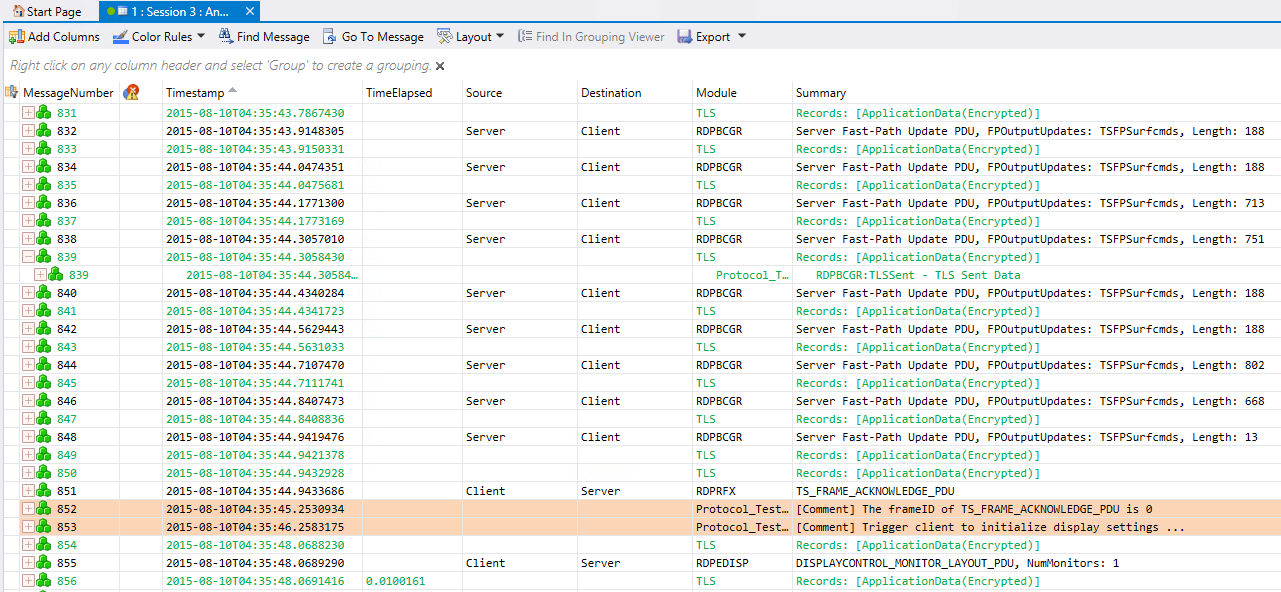 Start Page 1 : Session 3 : An... ×
Add Columns Color Rules Find Message Go To Message Layout Find In Grouping Viewer Export
Right click on any column header and select 'Group' to create a grouping. ×
MessageNumber Timestamp TimeElapsed Source Destination Module Summary
831 2015-08-10T04:35:43.7867430 TLS Records: [ApplicationData(Encrypted)]
832 2015-08-10T04:35:43.9148305 Server Client RDPBCGR Server Fast-Path Update PDU, FPOutputUpdates: TSFPSurfcmds, Length: 188
833 2015-08-10T04:35:43.9150331 TLS Records: [ApplicationData(Encrypted)]
834 2015-08-10T04:35:44.0474351 Server Client RDPBCGR Server Fast-Path Update PDU, FPOutputUpdates: TSFPSurfcmds, Length: 188
835 2015-08-10T04:35:44.0475681 TLS Records: [ApplicationData(Encrypted)]
836 2015-08-10T04:35:44.1771300 Server Client RDPBCGR Server Fast-Path Update PDU, FPOutputUpdates: TSFPSurfcmds, Length: 713
837 2015-08-10T04:35:44.1773169 TLS Records: [ApplicationData(Encrypted)]
838 2015-08-10T04:35:44.3057010 Server Client RDPBCGR Server Fast-Path Update PDU, FPOutputUpdates: TSFPSurfcmds, Length: 751
839 2015-08-10T04:35:44.3058430 TLS Records: [ApplicationData(Encrypted)]
839 2015-08-10T04:35:44.30584... Protocol_T... RDPBCGR:TLSSent - TLS Sent Data
840 2015-08-10T04:35:44.4340284 Server Client RDPBCGR Server Fast-Path Update PDU, FPOutputUpdates: TSFPSurfcmds, Length: 188
841 2015-08-10T04:35:44.4341723 TLS Records: [ApplicationData(Encrypted)]
842 2015-08-10T04:35:44.5629443 Server Client RDPBCGR Server Fast-Path Update PDU, FPOutputUpdates: TSFPSurfcmds, Length: 188
843 2015-08-10T04:35:44.5631033 TLS Records: [ApplicationData(Encrypted)]
844 2015-08-10T04:35:44.7107470 Server Client RDPBCGR Server Fast-Path Update PDU, FPOutputUpdates: TSFPSurfcmds, Length: 802
845 2015-08-10T04:35:44.7111741 TLS Records: [ApplicationData(Encrypted)]
846 2015-08-10T04:35:44.8407473 Server Client RDPBCGR Server Fast-Path Update PDU, FPOutputUpdates: TSFPSurfcmds, Length: 668
847 2015-08-10T04:35:44.8408836 TLS Records: [ApplicationData(Encrypted)]
848 2015-08-10T04:35:44.9419476 Server Client RDPBCGR Server Fast-Path Update PDU, FPOutputUpdates: TSFPSurfcmds, Length: 13
849 2015-08-10T04:35:44.9421378 TLS Records: [ApplicationData(Encrypted)]
850 2015-08-10T04:35:44.9432928 TLS Records: [ApplicationData(Encrypted)]
851 2015-08-10T04:35:44.9433686 Client Server RDPRFX TS_FRAME_ACKNOWLEDGE_PDU
852 2015-08-10T04:35:45.2530934 Protocol_Test... [Comment] The frameID of TS_FRAME_ACKNOWLEDGE_PDU is 0
853 2015-08-10T04:35:46.2583175 Protocol_Test... [Comment] Trigger client to initialize display settings ...
854 2015-08-10T04:35:48.0688230 TLS Records: [ApplicationData(Encrypted)]
855 2015-08-10T04:35:48.0689290 Client Server RDPEDISP DISPLAYCONTROL_MONITOR_LAYOUT_PDU, NumMonitors: 1
856 2015-08-10T04:35:48.0691416 0.0100161 TLS Records: [ApplicationData(Encrypted)]